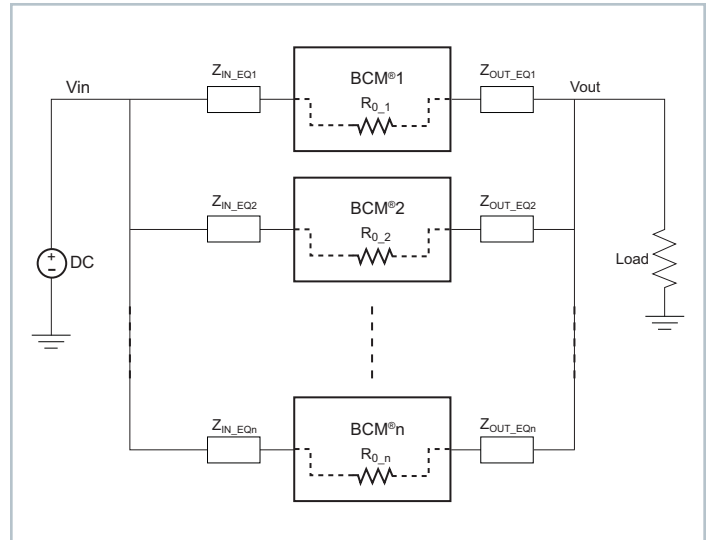 Z_IN_EQ1
BCM®1
Z_OUT_EQ1
Vin
R_0_1
Vout
Z_IN_EQ2
BCM®2
Z_OUT_EQ2
R_0_2
+
DC
-
Load
Z_IN_EQn
BCM®n
Z_OUT_EQn
R_0_n